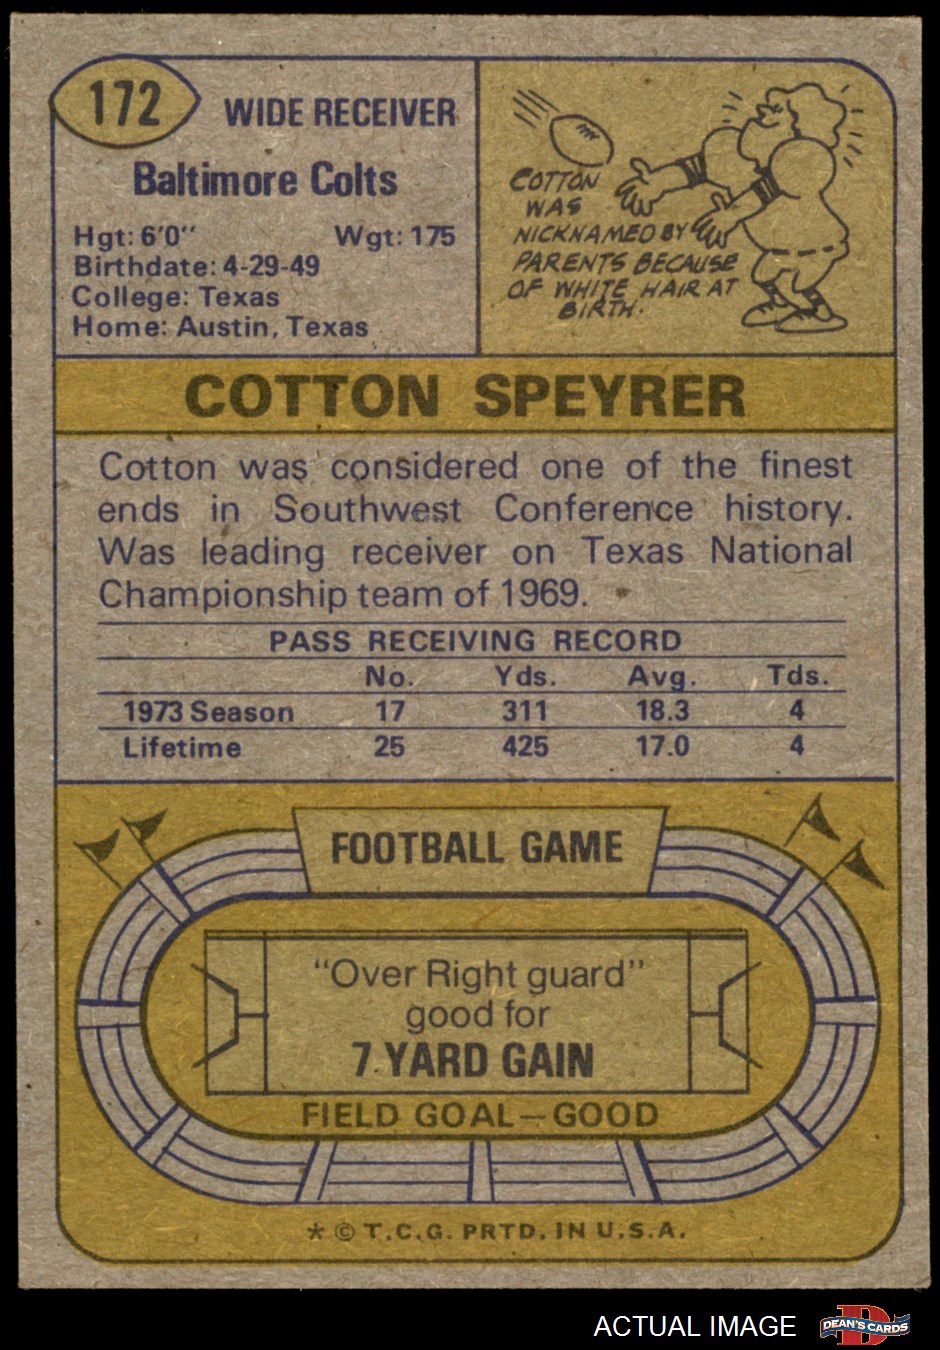 172
WIDE RECEIVER
Baltimore Colts
Hgt: 6'0" Wgt: 175
Birthdate: 4-29-49
College: Texas
Home: Austin, Texas
COTTON
WAS
NICKNAMED BY
PARENTS BECAUSE
OF WHITE HAIR AT
BIRTH.
COTTON SPEYRER
Cotton was considered one of the finest
ends in Southwest Conference history.
Was leading receiver on Texas National
Championship team of 1969.
PASS RECEIVING RECORD
No. Yds. Avg. Tds.
1973 Season 17 311 18.3 4
Lifetime 25 425 17.0 4
FOOTBALL GAME
"Over Right guard"
good for
7 YARD GAIN
FIELD GOAL—GOOD
* © T.C.G. PRTD. IN U.S.A.
ACTUAL IMAGE
D
DEAN'S CARDS